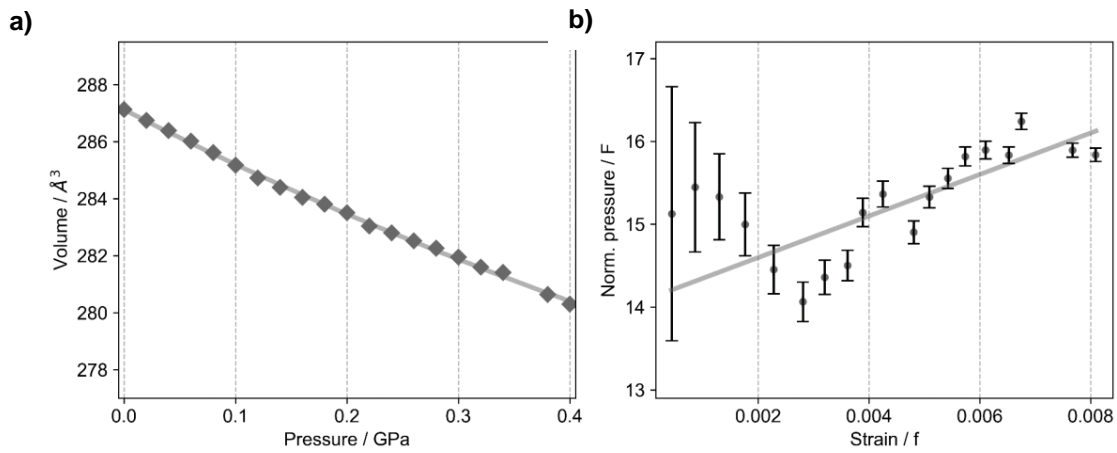 a)
288
286
284
282
280
278
Volume / Å³
0.0 0.1 0.2 0.3 0.4
Pressure / GPa
b)
17
16
15
14
13
Norm. pressure / F
0.002 0.004 0.006 0.008
Strain / f